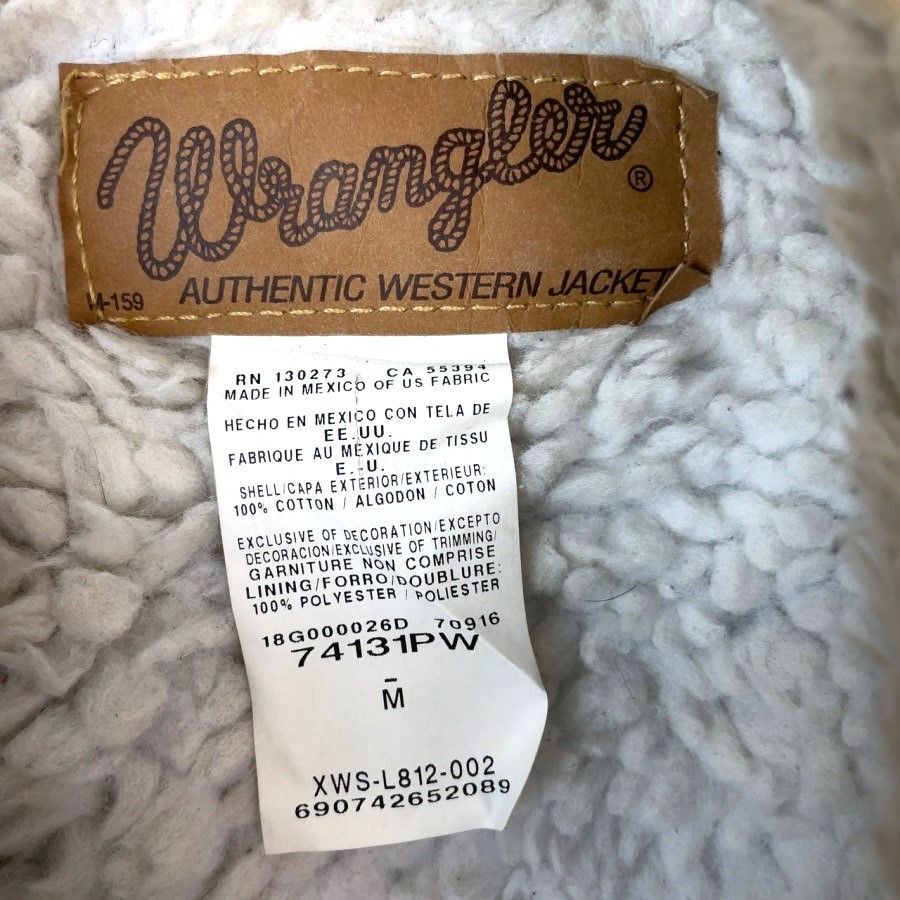 Wrangler
®
M-159 AUTHENTIC WESTERN JACKET
RN 130273 CA 55394
MADE IN MEXICO OF US FABRIC
HECHO EN MEXICO CON TELA DE
EE.UU.
FABRIQUE AU MEXIQUE DE TISSU
E.-U.
SHELL/CAPA EXTERIOR/EXTERIEUR:
100% COTTON / ALGODON / COTON
EXCLUSIVE OF DECORATION/EXCEPTO
DECORACION/EXCLUSIVE OF TRIMMING/
GARNITURE NON COMPRISE
LINING/FORRO/DOUBLURE:
100% POLYESTER / POLIESTER
18G000026D 70916
74131PW
–
M
XWS-L812-002
690742652089